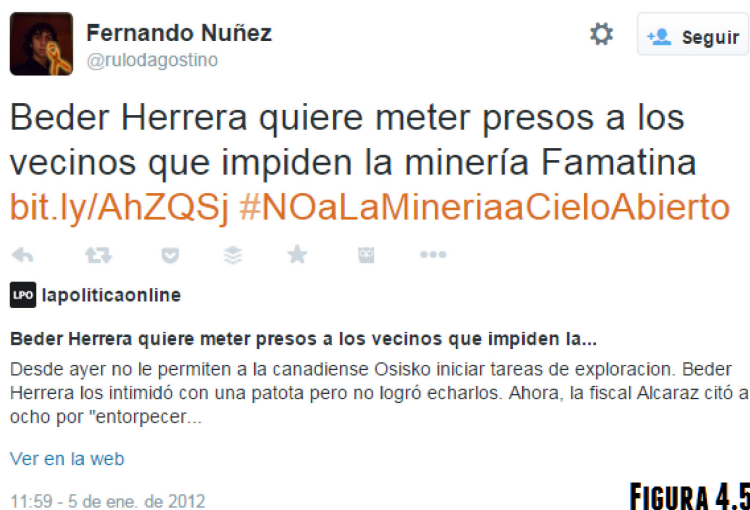 Fernando Nuñez
@rulodagostino
Seguir
Beder Herrera quiere meter presos a los
vecinos que impiden la minería Famatina
bit.ly/AhZQSj #NOaLaMineriaaCieloAbierto
LPO lapoliticaonline
Beder Herrera quiere meter presos a los vecinos que impiden la...
Desde ayer no le permiten a la canadiense Osisko iniciar tareas de exploracion. Beder
Herrera los intimidó con una patota pero no logró echarlos. Ahora, la fiscal Alcaraz citó a
ocho por "entorpecer...
Ver en la web
11:59 - 5 de ene. de 2012
FIGURA 4.5